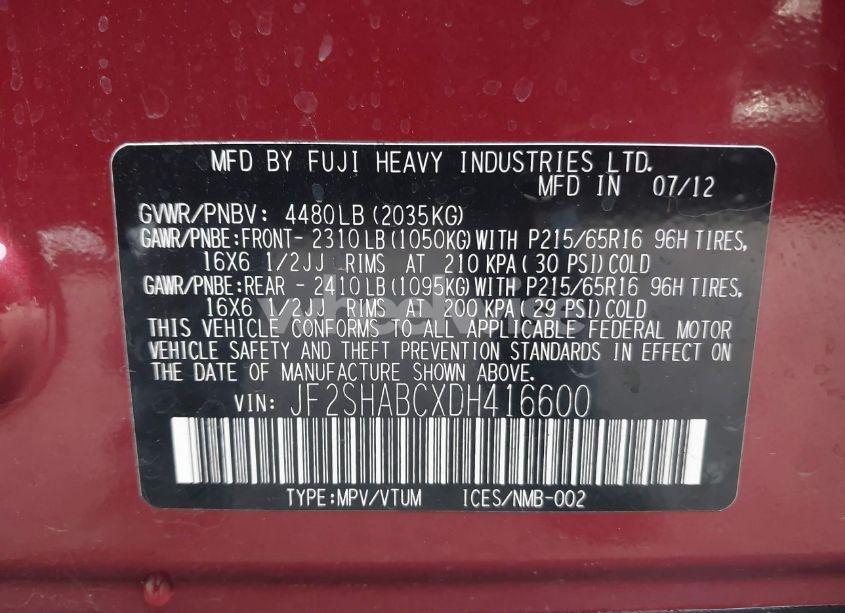 MFD BY FUJI HEAVY INDUSTRIES LTD.
MFD IN 07/12
GVWR/PNBV: 4480LB (2035KG)
GAWR/PNBE:FRONT- 2310LB (1050KG)WITH P215/65R16 96H TIRES,
16X6 1/2JJ RIMS AT 210 KPA( 30 PSI)COLD
GAWR/PNBE:REAR - 2410LB (1095KG)WITH P215/65R16 96H TIRES,
16X6 1/2JJ RIMS AT 200 KPA( 29 PSI)COLD
THIS VEHICLE CONFORMS TO ALL APPLICABLE FEDERAL MOTOR
VEHICLE SAFETY AND THEFT PREVENTION STANDARDS IN EFFECT ON
THE DATE OF MANUFACTURE SHOWN ABOVE.
VIN: JF2SHABCXDH416600
TYPE:MPV/VTUM ICES/NMB-002